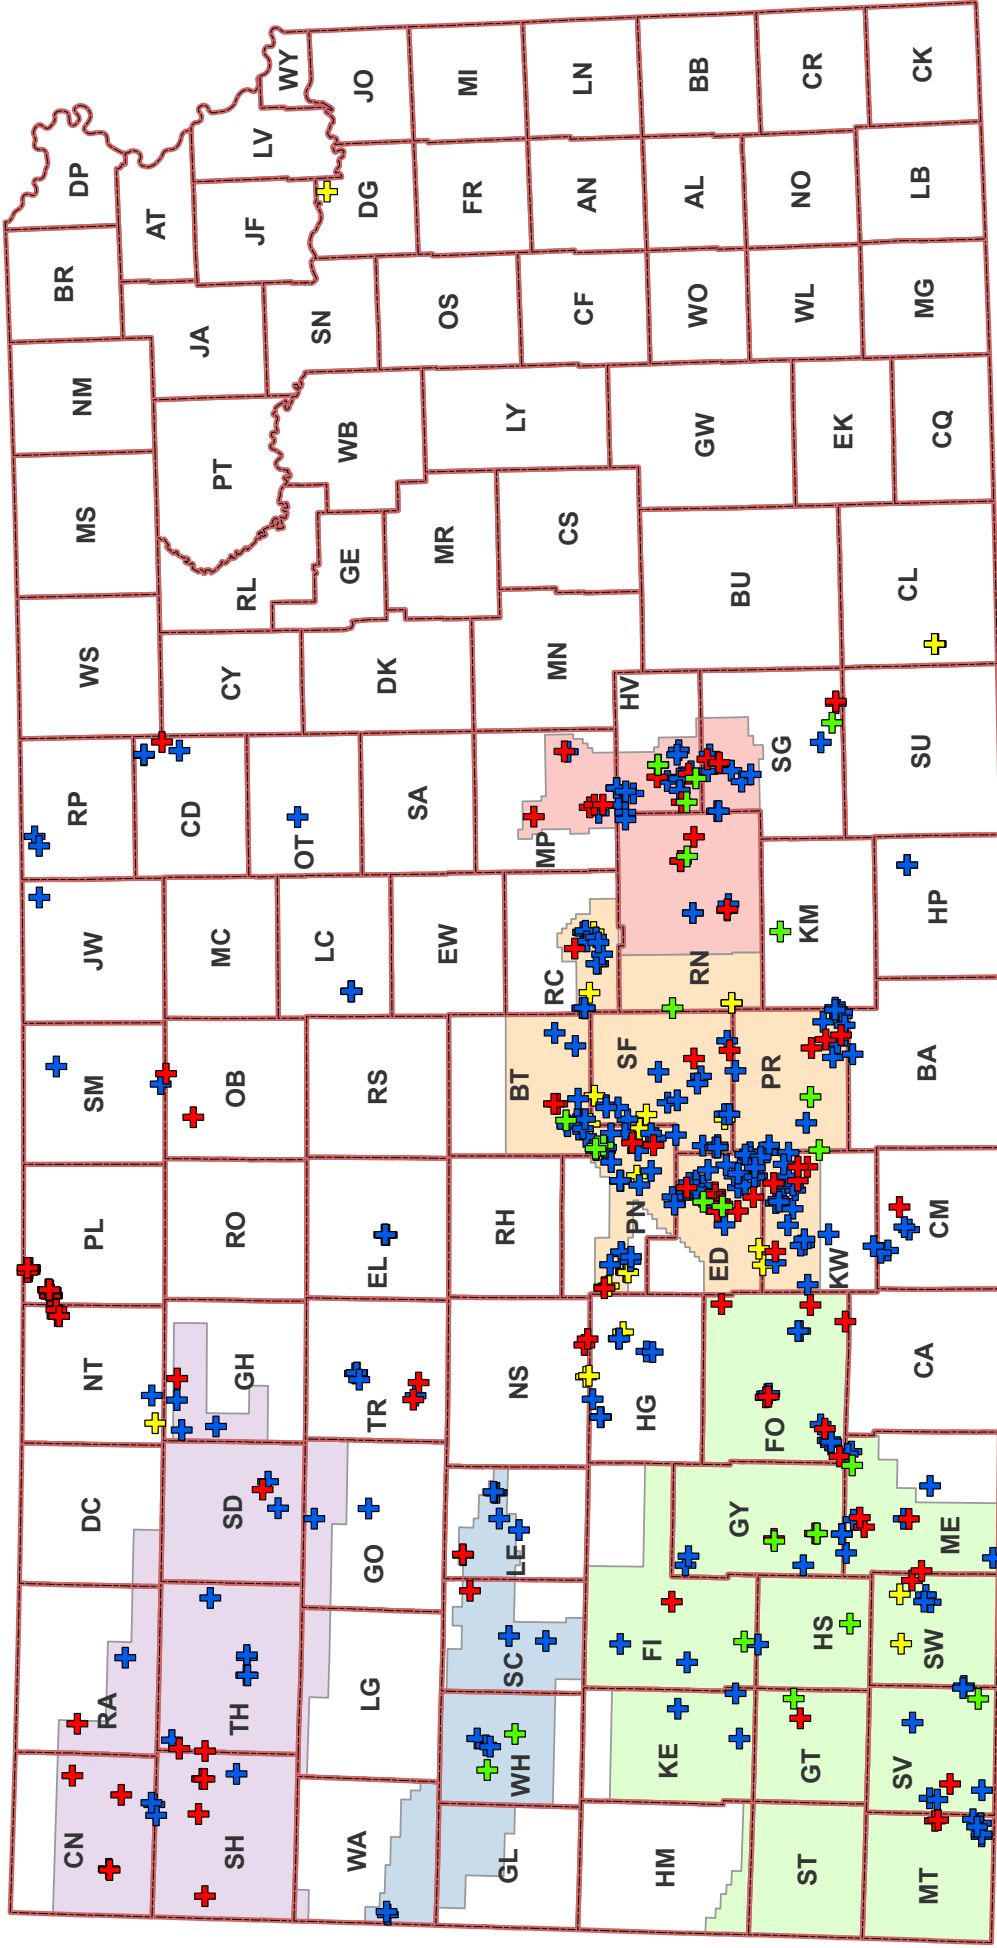 WY
JO
MI
LN
BB
CR
CK
DP
LV
AT
JF
DG
FR
AN
AL
NO
LB
BR
JA
SN
OS
CF
WO
WL
MG
NM
PT
WB
LY
GW
EK
CQ
MS
RL
GE
MR
CS
BU
CL
WS
CY
DK
MN
HV
RP
CD
OT
SA
MP
SG
SU
JW
MC
LC
EW
RC
RN
KM
HP
SM
OB
RS
BT
SF
PR
BA
PL
RO
EL
RH
PN
ED
KW
CM
NT
GH
TR
NS
HG
FO
CA
DC
SD
GO
LE
GY
ME
RA
TH
LG
SC
FI
HS
SW
CN
SH
WA
WH
GL
KE
HM
GT
ST
SV
MT